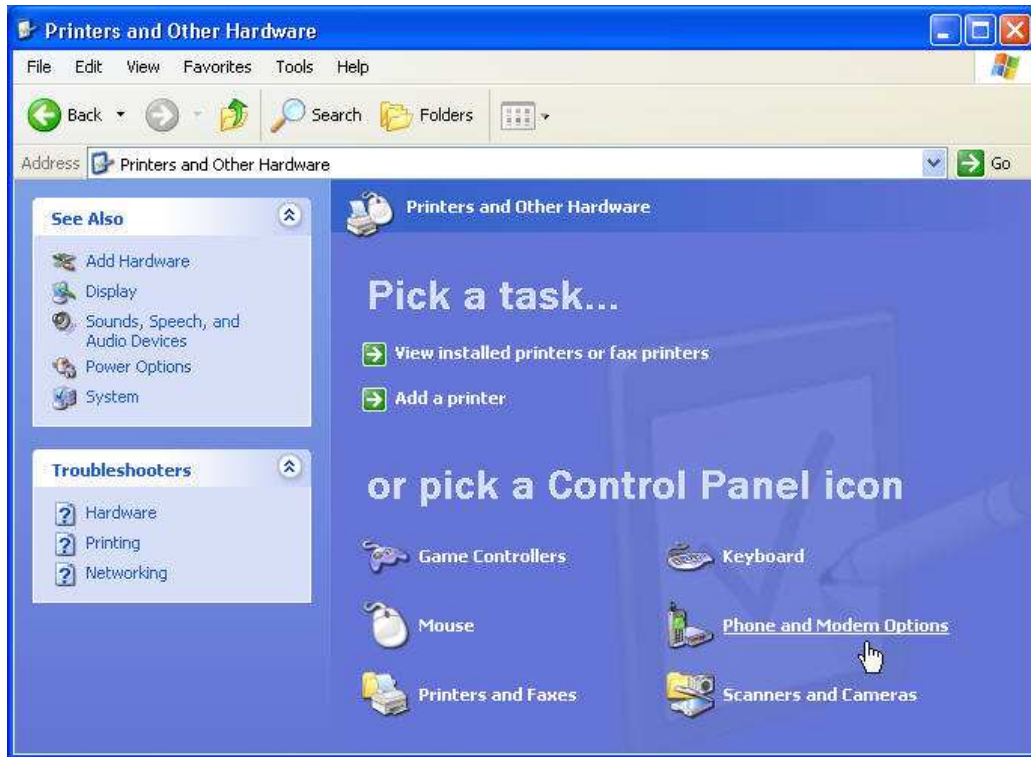 Printers and Other Hardware
File Edit View Favorites Tools Help
Back Search Folders
Address Printers and Other Hardware Go
See Also
Add Hardware
Display
Sounds, Speech, and
Audio Devices
Power Options
System
Troubleshooters
Hardware
Printing
Networking
Printers and Other Hardware
Pick a task...
View installed printers or fax printers
Add a printer
or pick a Control Panel icon
Game Controllers Keyboard
Mouse Phone and Modem Options
Printers and Faxes Scanners and Cameras